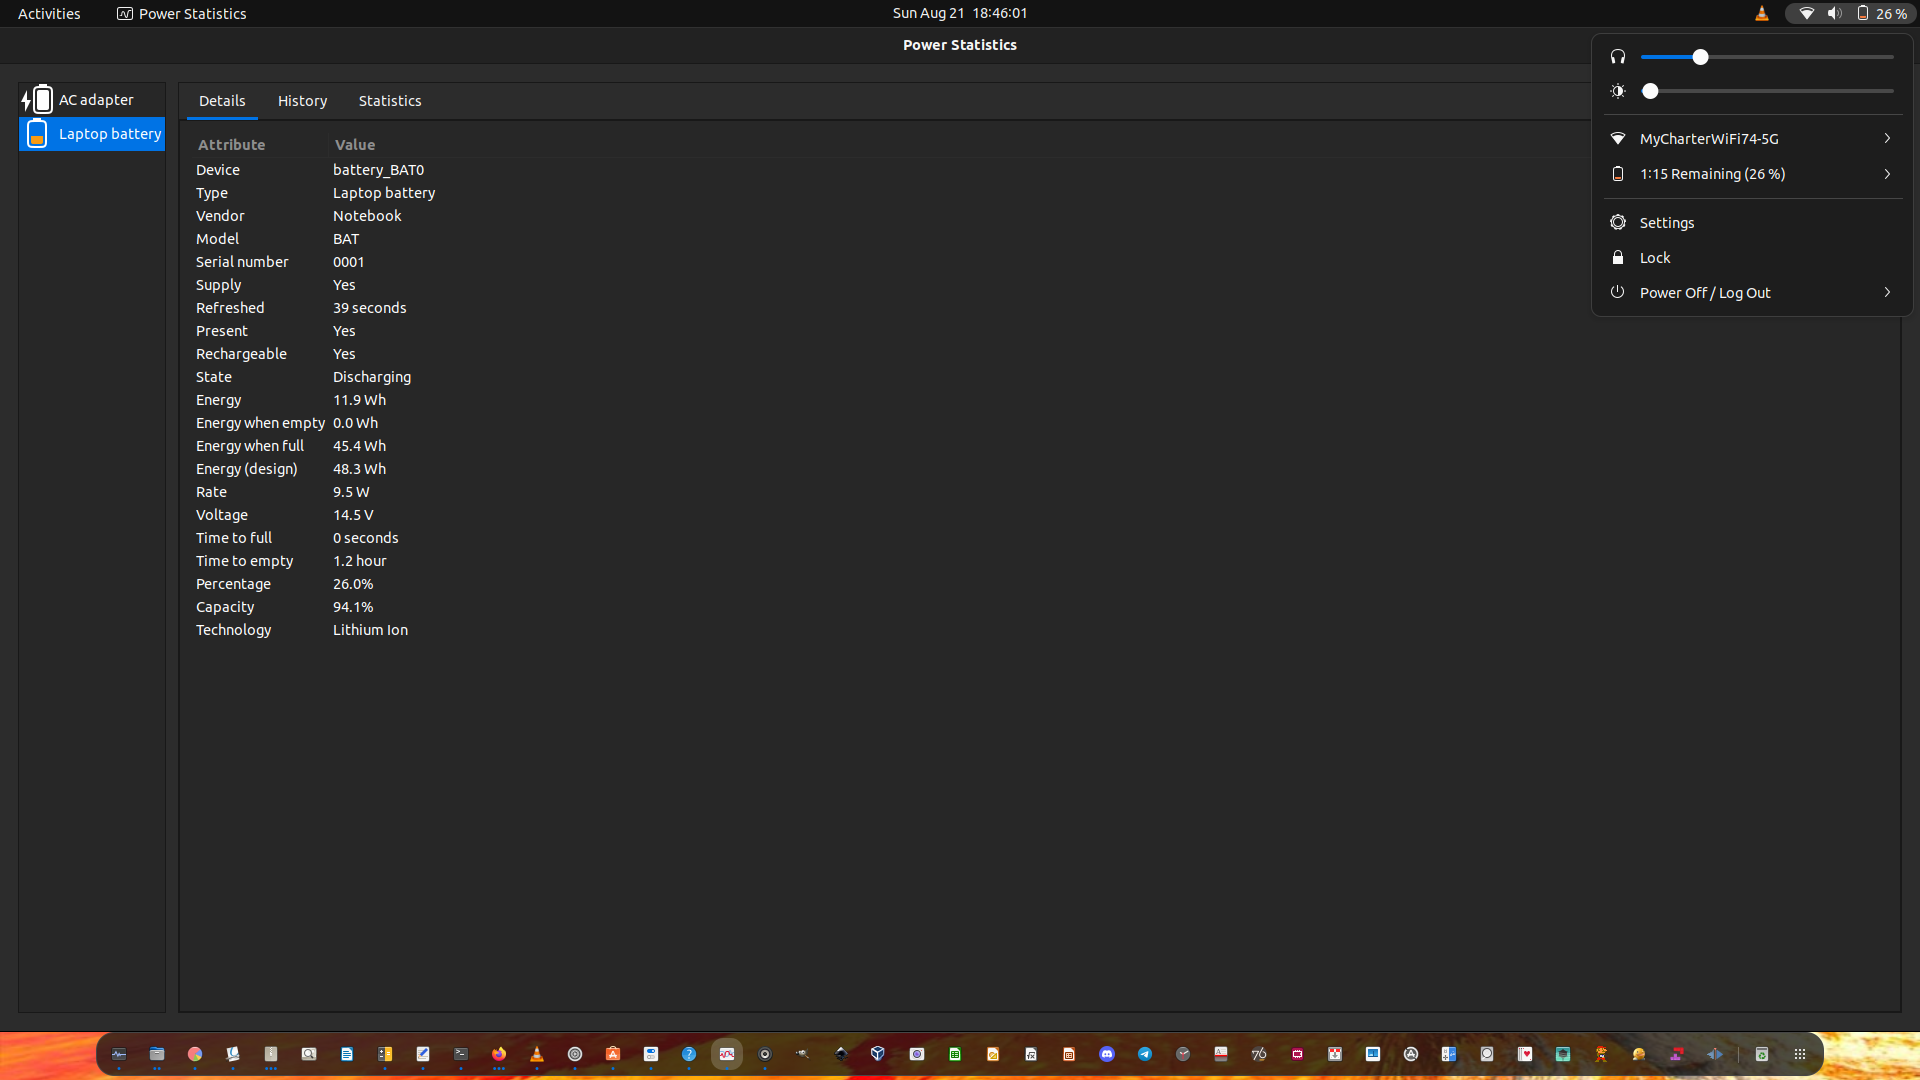 Activities
Power Statistics
Sun Aug 21 18:46:01
26 %
Power Statistics
AC adapter
Laptop battery
Details History Statistics
Attribute Value
Device battery_BAT0
Type Laptop battery
Vendor Notebook
Model BAT
Serial number 0001
Supply Yes
Refreshed 39 seconds
Present Yes
Rechargeable Yes
State Discharging
Energy 11.9 Wh
Energy when empty 0.0 Wh
Energy when full 45.4 Wh
Energy (design) 48.3 Wh
Rate 9.5 W
Voltage 14.5 V
Time to full 0 seconds
Time to empty 1.2 hour
Percentage 26.0%
Capacity 94.1%
Technology Lithium Ion
MyCharterWiFi74-5G
1:15 Remaining (26 %)
Settings
Lock
Power Off / Log Out
76